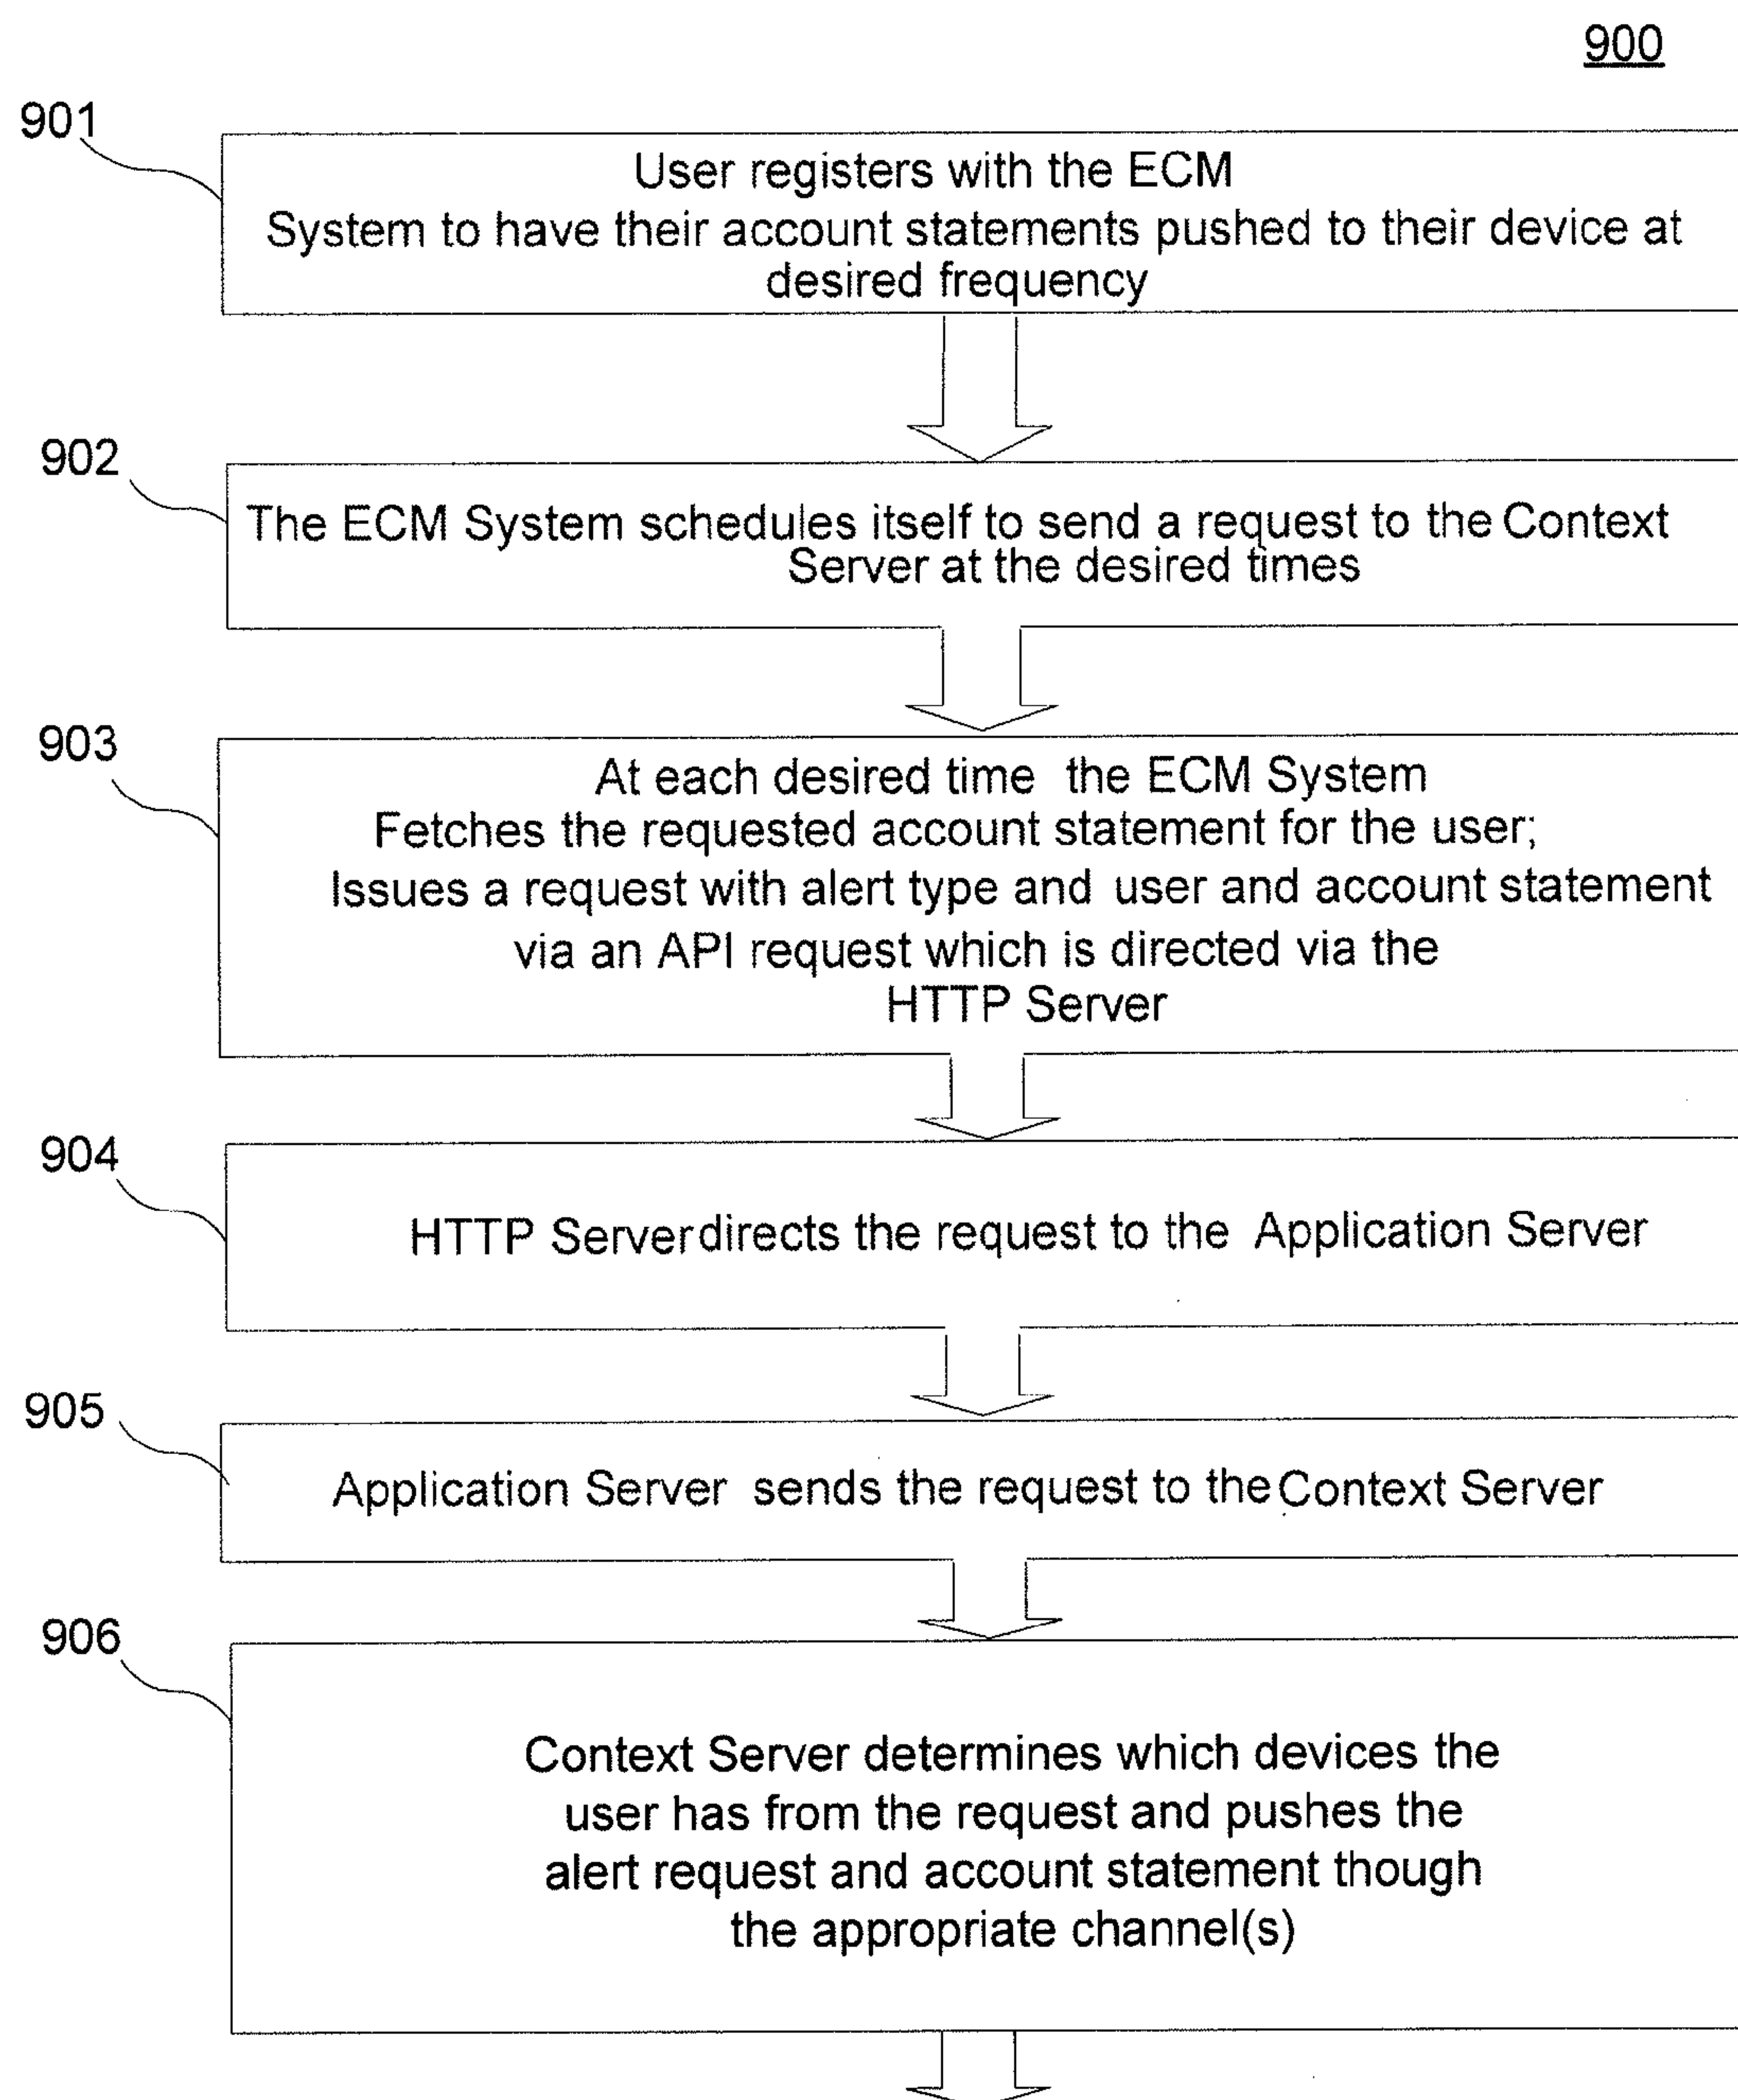 900
901
User registers with the ECM
System to have their account statements pushed to their device at
desired frequency
902
The ECM System schedules itself to send a request to the Context
Server at the desired times
903
At each desired time the ECM System
Fetches the requested account statement for the user;
Issues a request with alert type and user and account statement
via an API request which is directed via the
HTTP Server
904
HTTP Server directs the request to the Application Server
905
Application Server sends the request to the Context Server
906
Context Server determines which devices the
user has from the request and pushes the
alert request and account statement though
the appropriate channel(s)